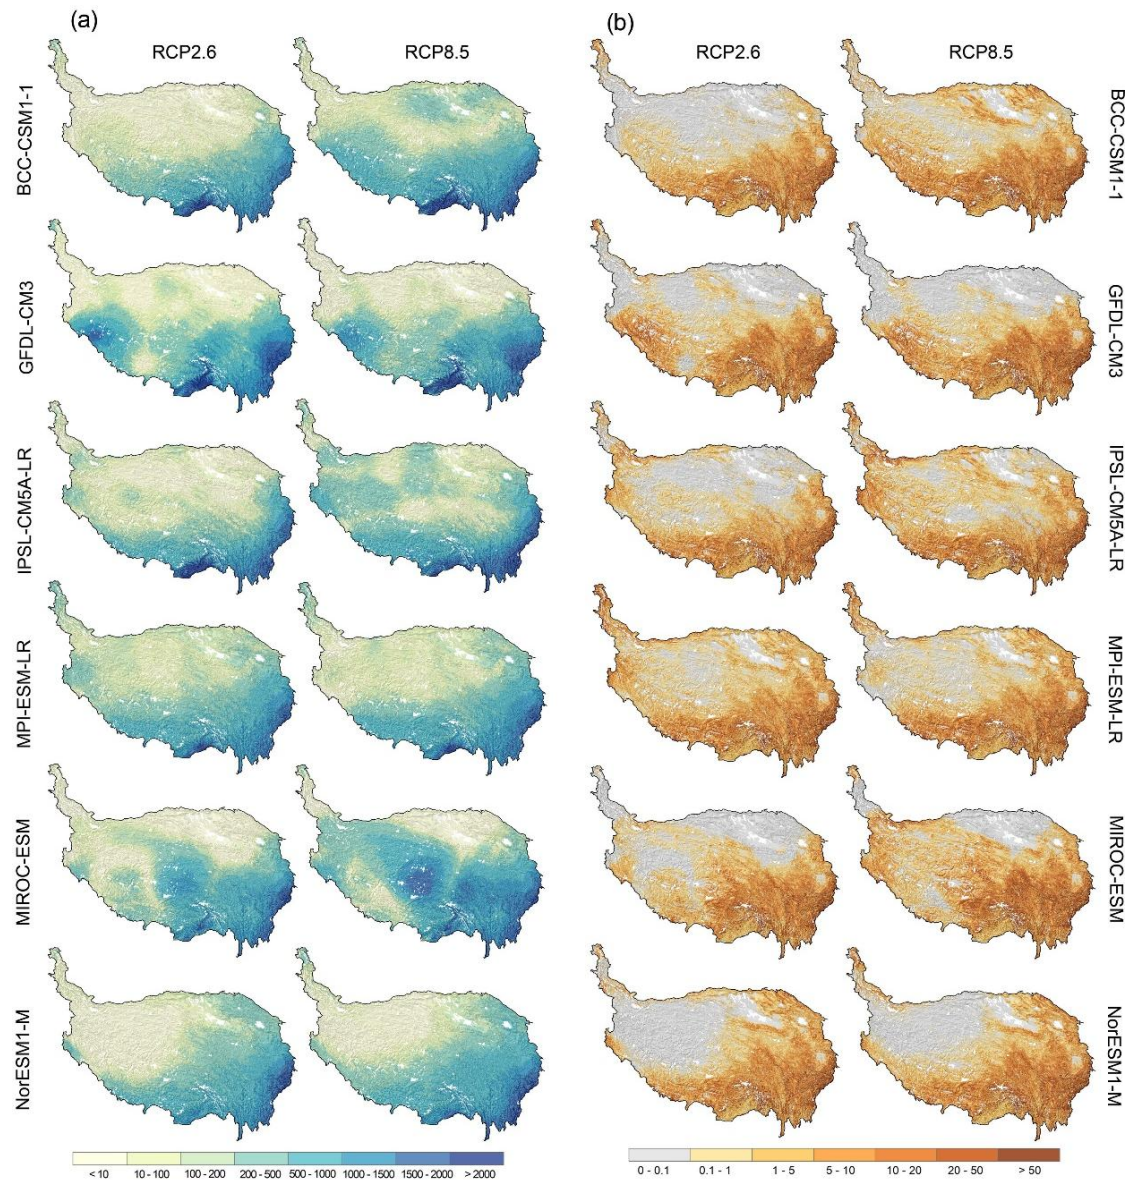 (a)
(b)
RCP2.6
RCP8.5
RCP2.6
RCP8.5
BCC-CSM1-1
BCC-CSM1-1
GFDL-CM3
GFDL-CM3
IPSL-CM5A-LR
IPSL-CM5A-LR
MPI-ESM-LR
MPI-ESM-LR
MIROC-ESM
MIROC-ESM
NorESM1-M
NorESM1-M
< 10 10 - 100 100 - 200 200 - 500 500 - 1000 1000 - 1500 1500 - 2000 > 2000
0 - 0.1 0.1 - 1 1 - 5 5 - 10 10 - 20 20 - 50 > 50